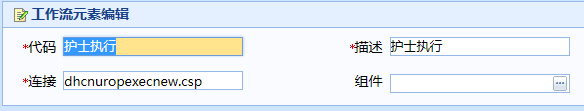 工作流元素编辑
*代码 护士执行 *描述 护士执行
*连接 dhcnuropexecnew.csp 组件